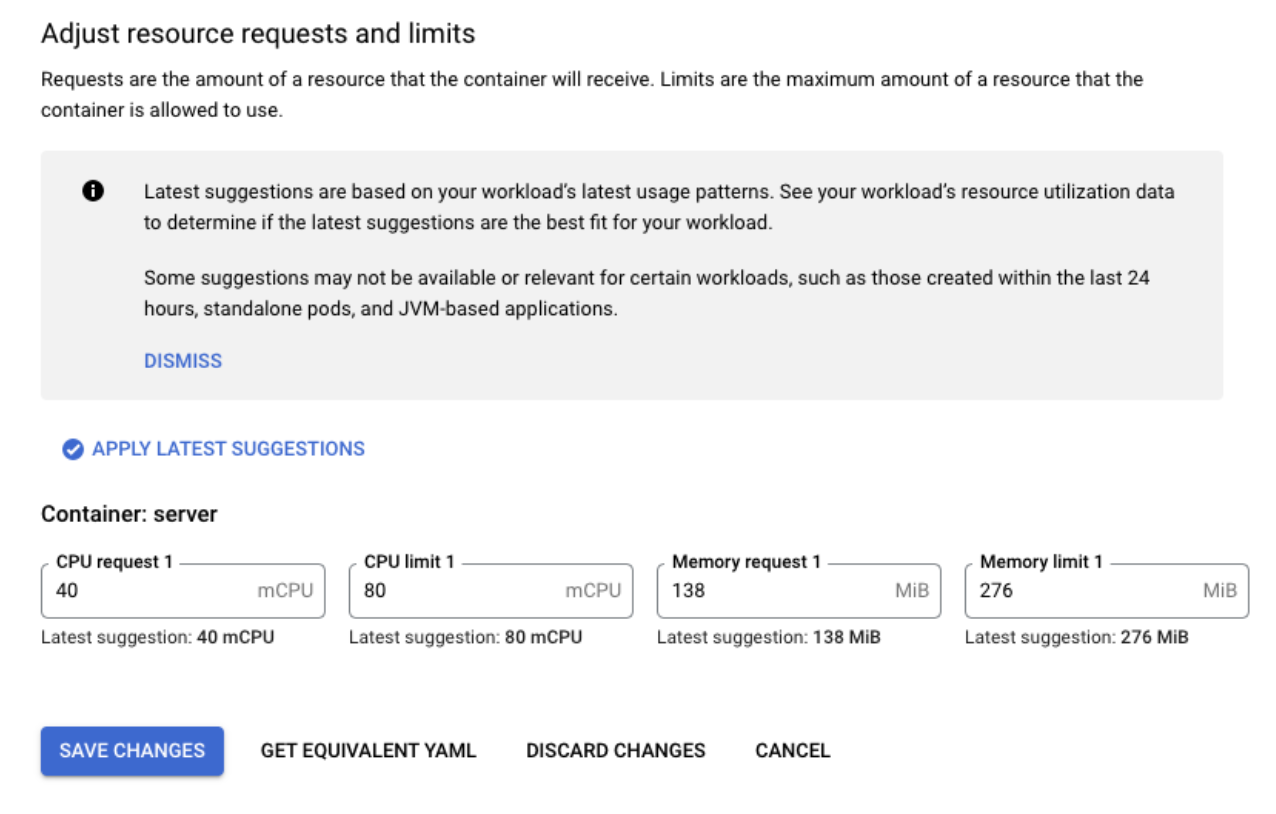 Adjust resource requests and limits
Requests are the amount of a resource that the container will receive. Limits are the maximum amount of a resource that the
container is allowed to use.
Latest suggestions are based on your workload’s latest usage patterns. See your workload’s resource utilization data
to determine if the latest suggestions are the best fit for your workload.
Some suggestions may not be available or relevant for certain workloads, such as those created within the last 24
hours, standalone pods, and JVM-based applications.
DISMISS
APPLY LATEST SUGGESTIONS
Container: server
CPU request 1 CPU limit 1 Memory request 1 Memory limit 1
40 mCPU 80 mCPU 138 MiB 276 MiB
Latest suggestion: 40 mCPU Latest suggestion: 80 mCPU Latest suggestion: 138 MiB Latest suggestion: 276 MiB
SAVE CHANGES GET EQUIVALENT YAML DISCARD CHANGES CANCEL